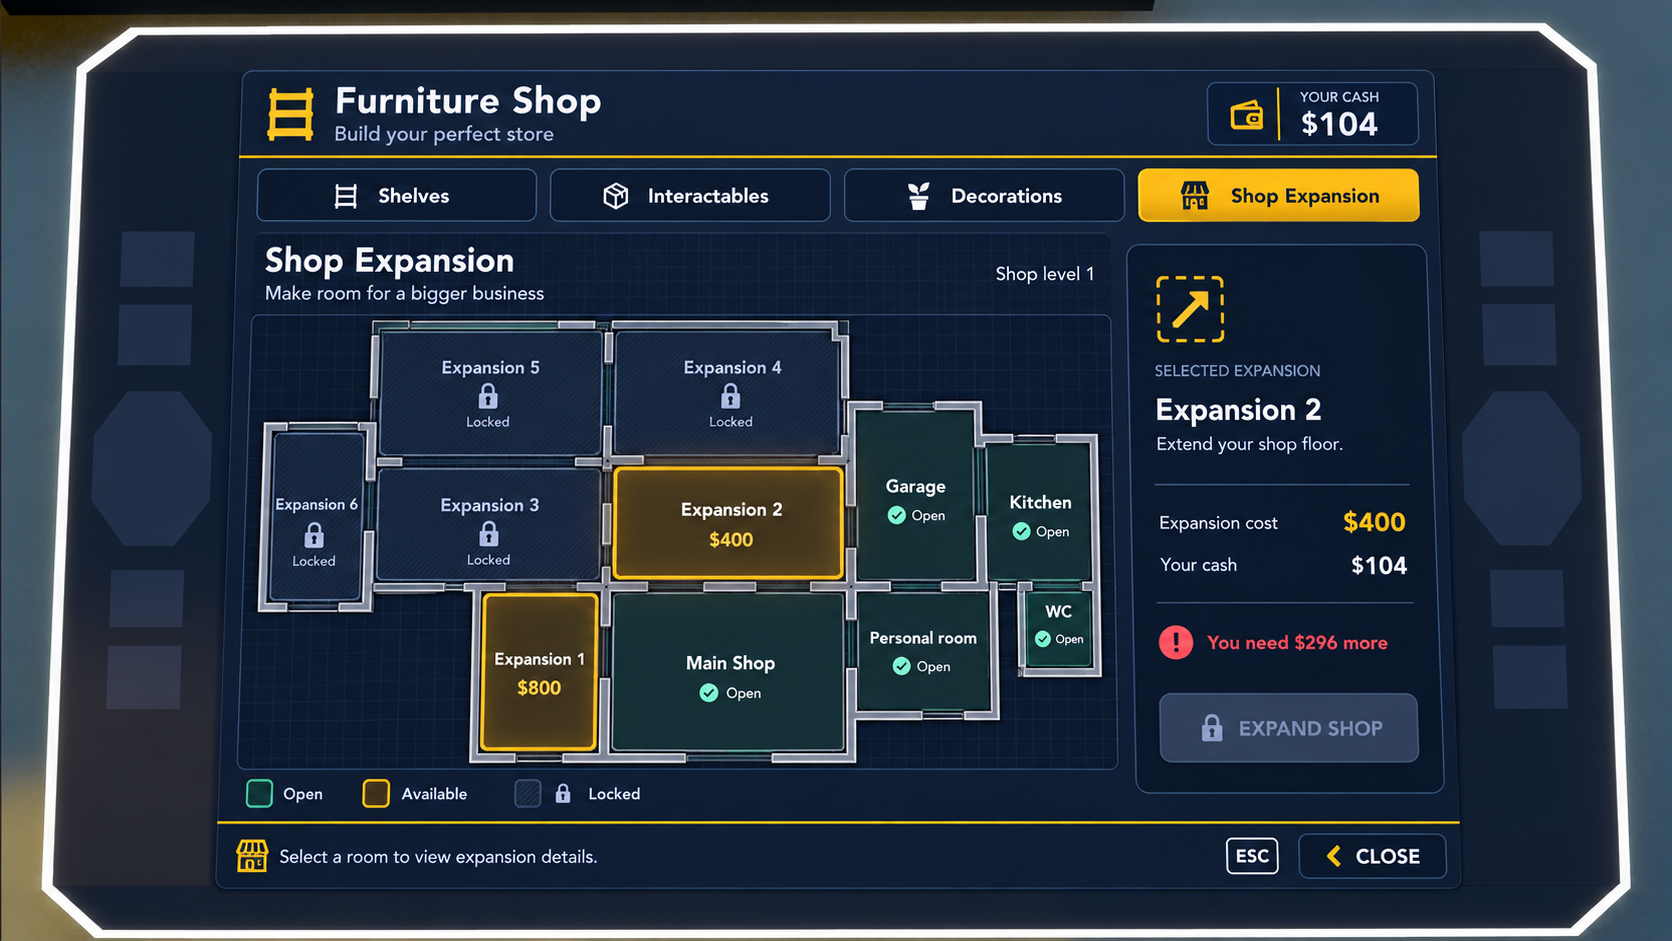 Furniture Shop
Build your perfect store
YOUR CASH
$104
Shelves
Interactables
Decorations
Shop Expansion
Shop Expansion
Make room for a bigger business
Shop level 1
Expansion 5
Locked
Expansion 4
Locked
Expansion 6
Locked
Expansion 3
Locked
Expansion 2
$400
Garage
Open
Kitchen
Open
Expansion 1
$800
Main Shop
Open
Personal room
Open
WC
Open
Open
Available
Locked
SELECTED EXPANSION
Expansion 2
Extend your shop floor.
Expansion cost $400
Your cash $104
You need $296 more
EXPAND SHOP
Select a room to view expansion details.
ESC
CLOSE